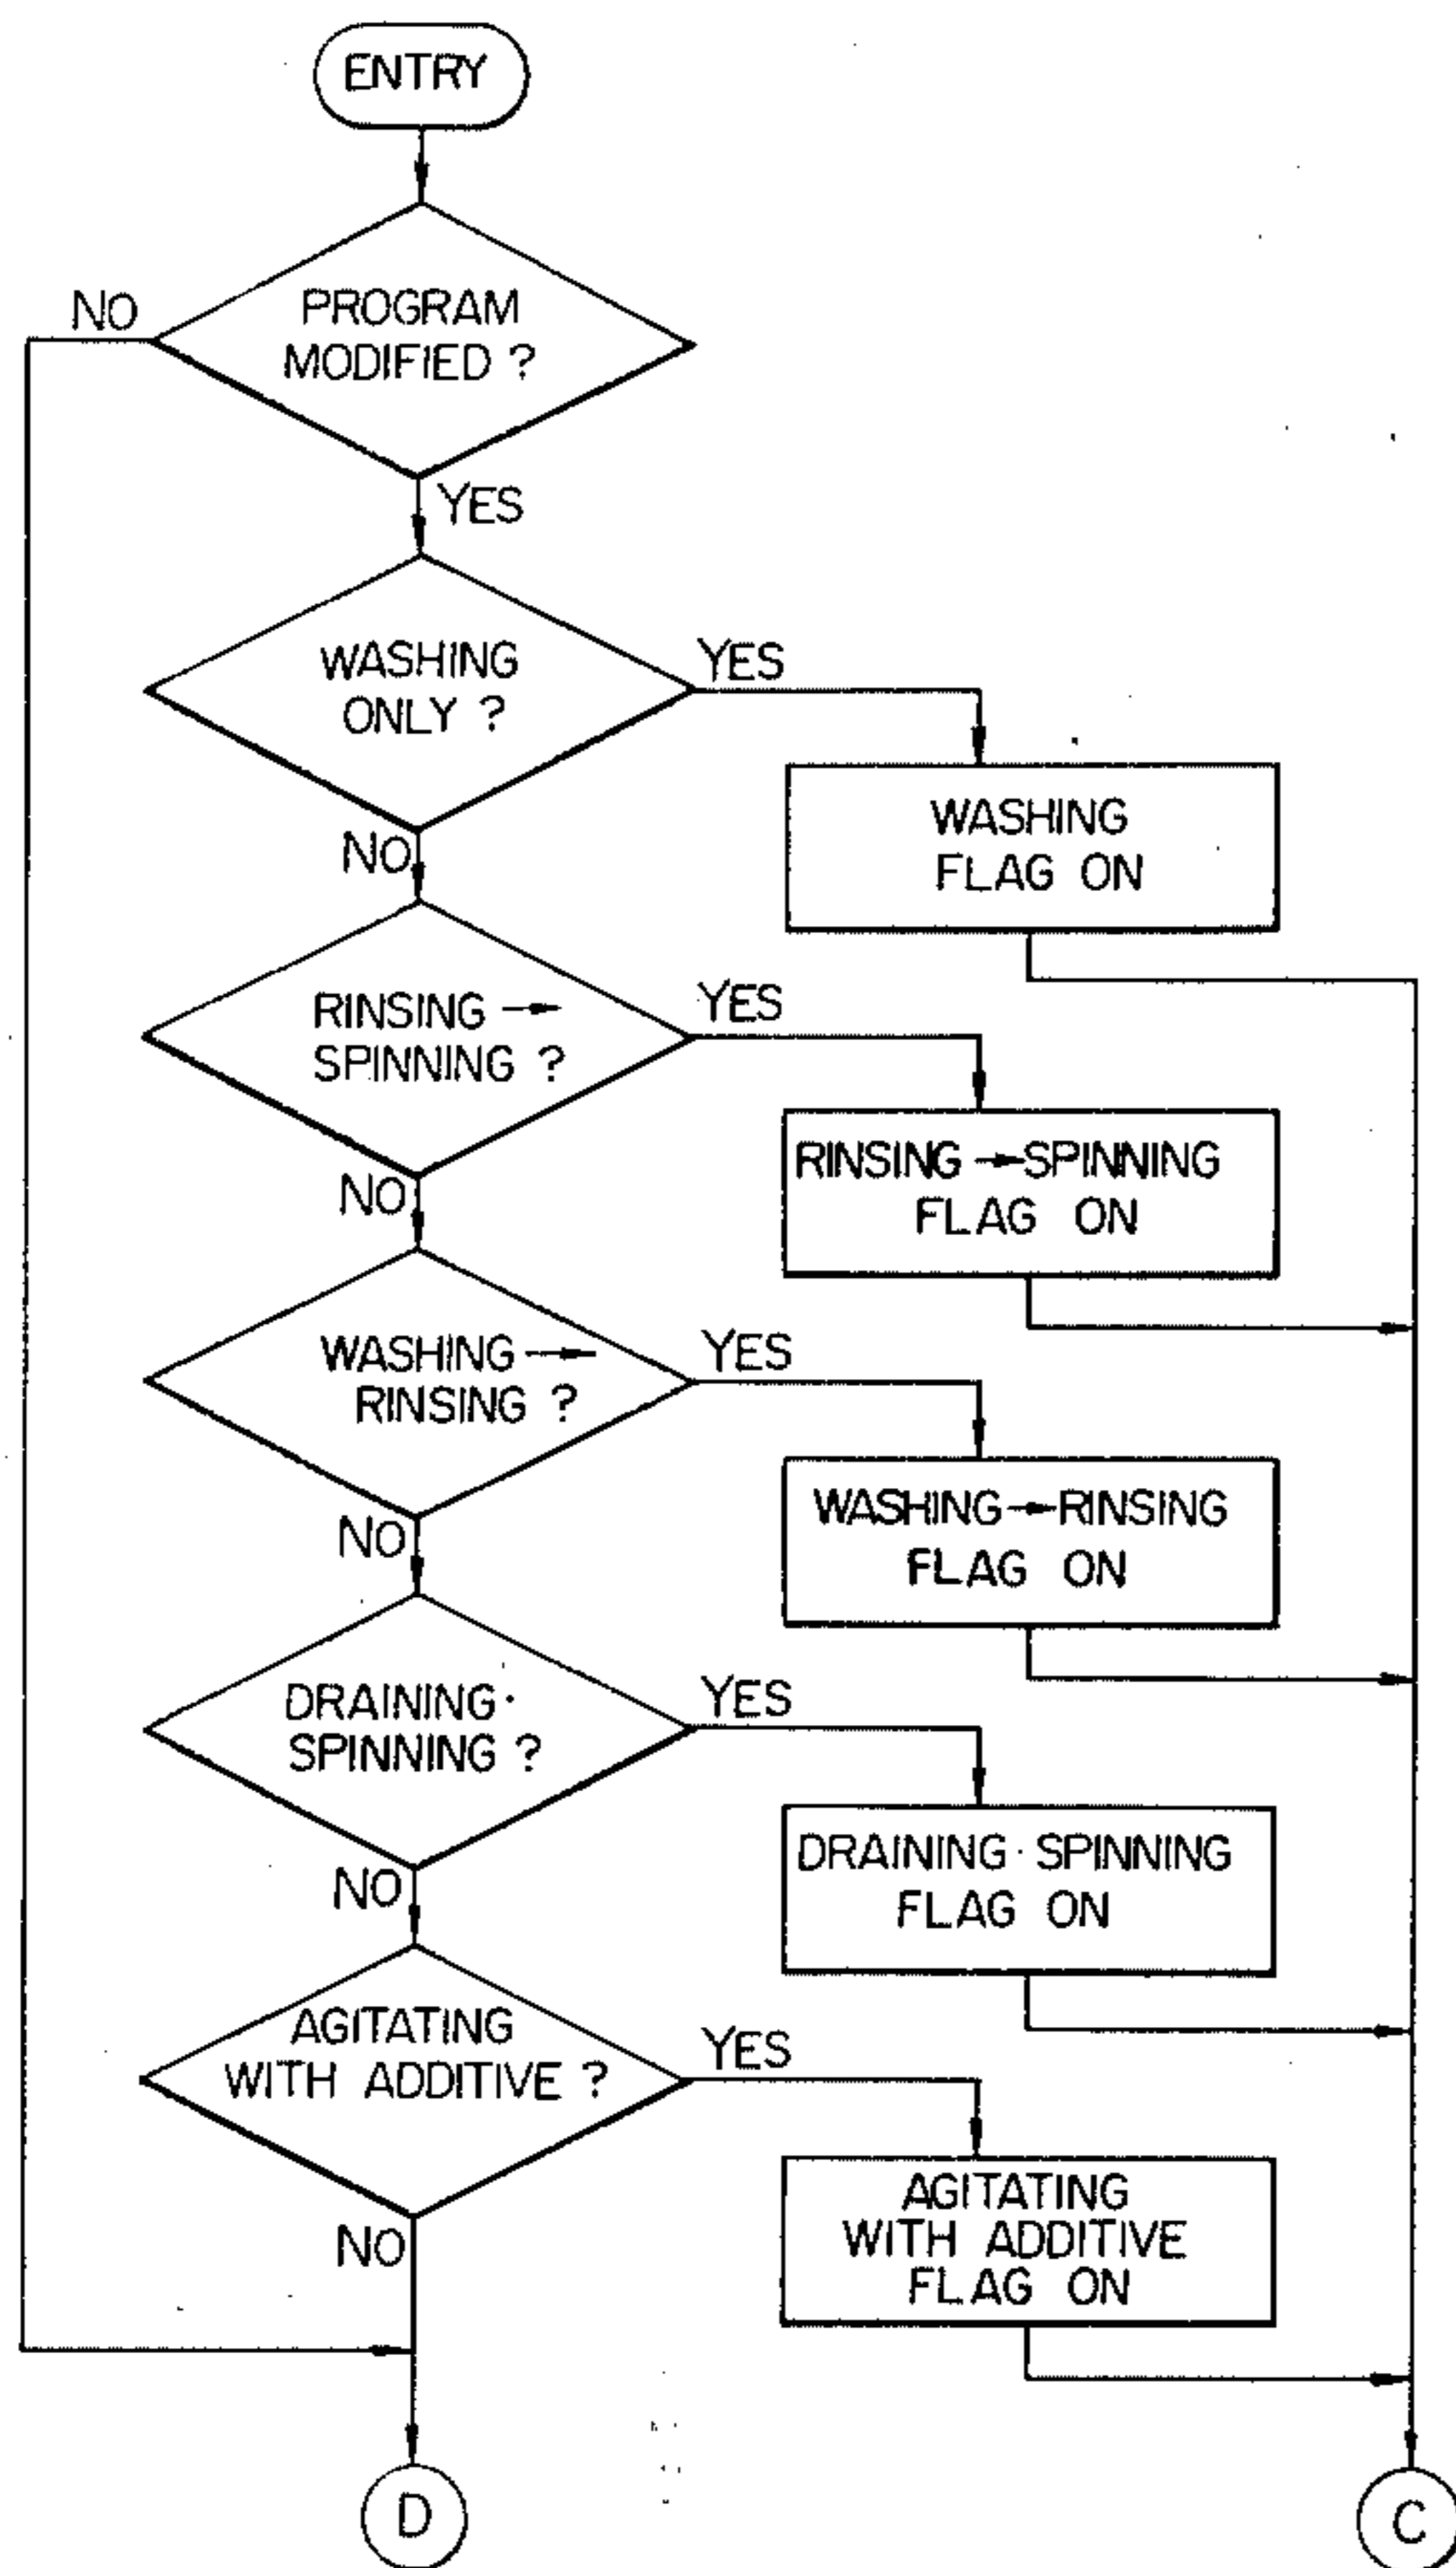 ENTRY
NO
PROGRAM
MODIFIED ?
YES
WASHING
ONLY ?
YES
NO
WASHING
FLAG ON
RINSING →
SPINNING ?
YES
NO
RINSING → SPINNING
FLAG ON
WASHING →
RINSING ?
YES
NO
WASHING → RINSING
FLAG ON
DRAINING ·
SPINNING ?
YES
NO
DRAINING · SPINNING
FLAG ON
AGITATING
WITH ADDITIVE ?
YES
NO
AGITATING
WITH ADDITIVE
FLAG ON
D
C